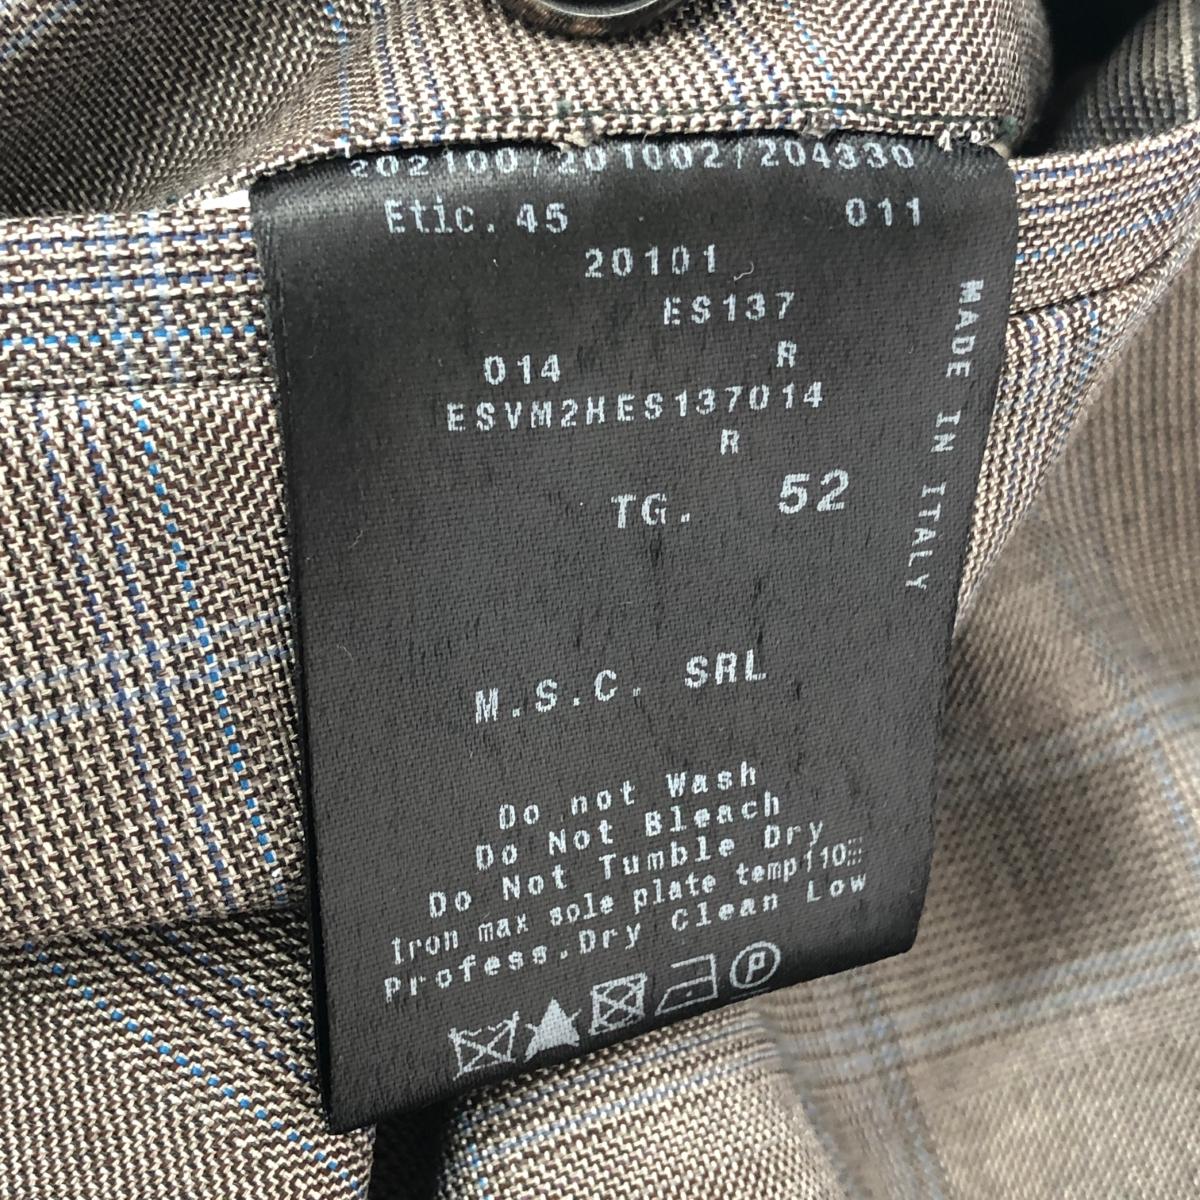 202100/201002/204330
Etic.45 011
20101
ES137
014 R
ESVM2HES137014
R
TG. 52
MADE IN ITALY
M.S.C. SRL
Do not Wash
Do Not Bleach
Do Not Tumble Dry
Iron max sole plate temp110
Profess.Dry Clean Low
P